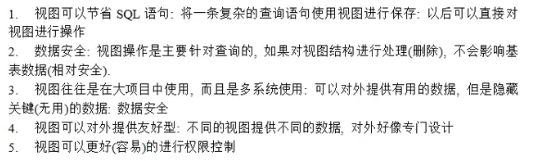 1. 视图可以节省 SQL 语句: 将一条复杂的查询语句使用视图进行保存: 以后可以直接对
视图进行操作
2. 数据安全: 视图操作是主要针对查询的, 如果对视图结构进行处理(删除), 不会影响基
表数据(相对安全).
3. 视图往往是在大项目中使用, 而且是多系统使用: 可以对外提供有用的数据, 但是隐藏
关键(无用)的数据: 数据安全
4. 视图可以对外提供友好型: 不同的视图提供不同的数据, 对外好像专门设计
5. 视图可以更好(容易)的进行权限控制